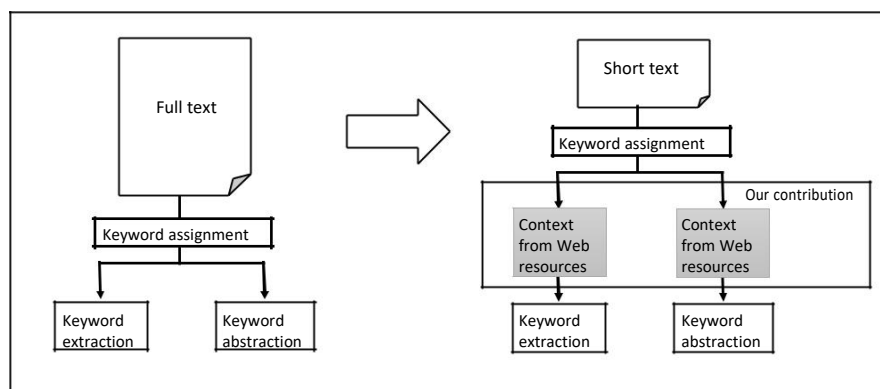 Full text
Keyword assignment
Keyword
extraction
Keyword
abstraction
Short text
Keyword assignment
Our contribution
Context
from Web
resources
Context
from Web
resources
Keyword
extraction
Keyword
abstraction